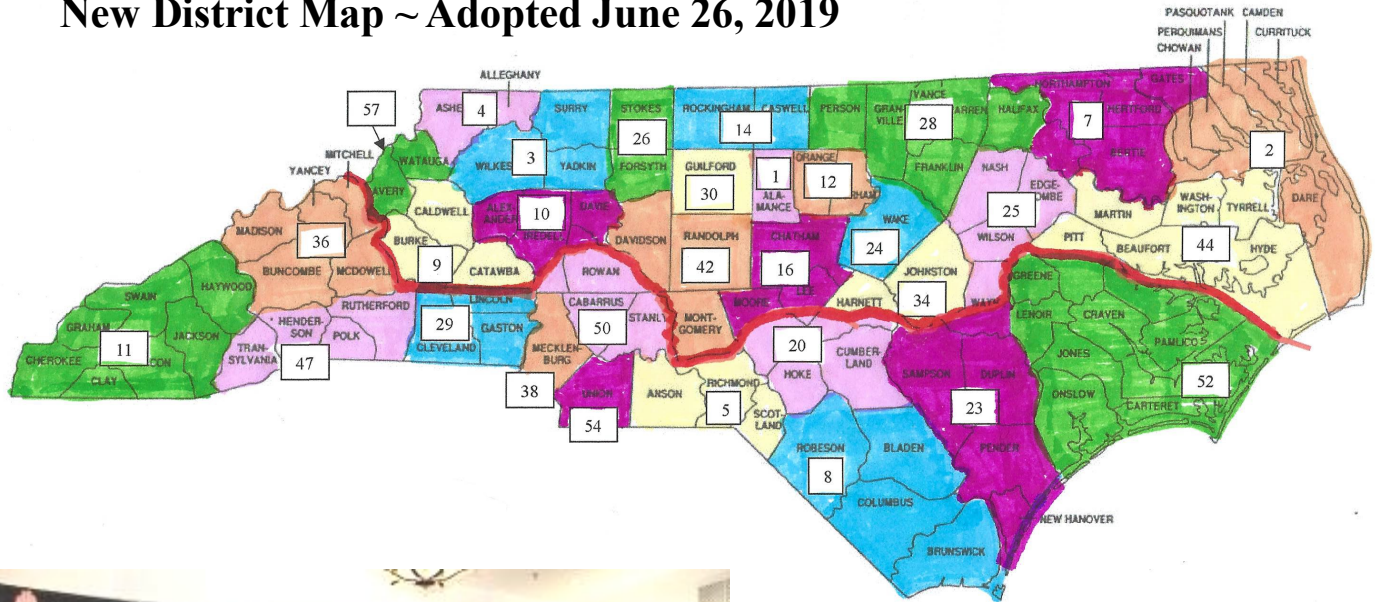 New District Map ~ Adopted June 26, 2019
PASQUOTANK CAMDEN
PERQUIMANS CURRITUCK
CHOWAN
ALLEGHANY
57
ASHE 4
SURRY
STOKES
ROCKINGHAM CASWELL
14
PERSON
GRAN-
VILLE
VANCE
28
ARREN
HALIFAX
NORTHAMPTON
GATES
HERTFORD
7
BERTIE
2
MITCHELL
WATAUGA
WILKES
3
YADKIN
26
FORSYTH
GUILFORD
30
1
ALA-
MANCE
ORANGE
12
RHAM
FRANKLIN
NASH
EDGE-
COMBE
25
WILSON
YANCEY
AVERY
CALDWELL
ALEX-
ANDER
10
DAVIE
IREDELL
DAVIDSON
RANDOLPH
42
CHATHAM
16
LEE
MOORE
WAKE
24
JOHNSTON
34
HARNETT
WAYN
MARTIN
WASH-
INGTON
TYRRELL
DARE
PITT
BEAUFORT
44
HYDE
MADISON
36
BUNCOMBE
MCDOWELL
BURKE
9
CATAWBA
ROWAN
SWAIN
HAYWOOD
RUTHERFORD
LINCOLN
CABARRUS
50
STANLY
MONT-
GOMERY
GREENE
LENOIR
CRAVEN
GRAHAM
11
JACKSON
CHEROKEE
CON
CLAY
TRAN-
SYLVANIA
HENDER-
SON
POLK
47
29
CLEVELAND
GASTON
MECKLEN-
BURG
38
UNION
54
ANSON
RICHMOND
5
SCOT-
LAND
20
HOKE
CUMBER-
LAND
SAMPSON
DUPLIN
23
PENDER
JONES
PAMLICO
ONSLOW
52
CARTERET
ROBESON
8
BLADEN
COLUMBUS
BRUNSWICK
NEW HANOVER